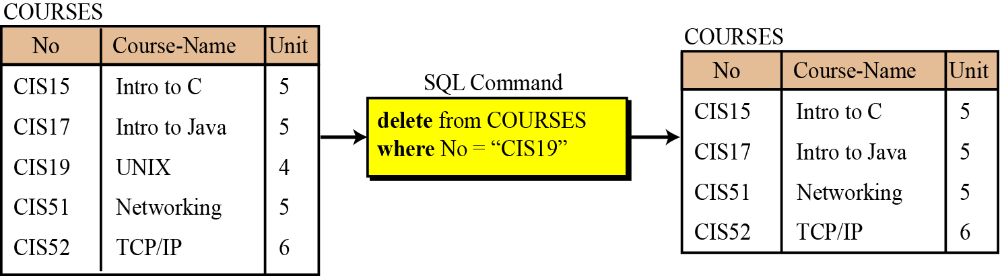 COURSES
No Course-Name Unit
CIS15 Intro to C 5
CIS17 Intro to Java 5
CIS19 UNIX 4
CIS51 Networking 5
CIS52 TCP/IP 6
SQL Command
delete from COURSES
where No = “CIS19”
COURSES
No Course-Name Unit
CIS15 Intro to C 5
CIS17 Intro to Java 5
CIS51 Networking 5
CIS52 TCP/IP 6